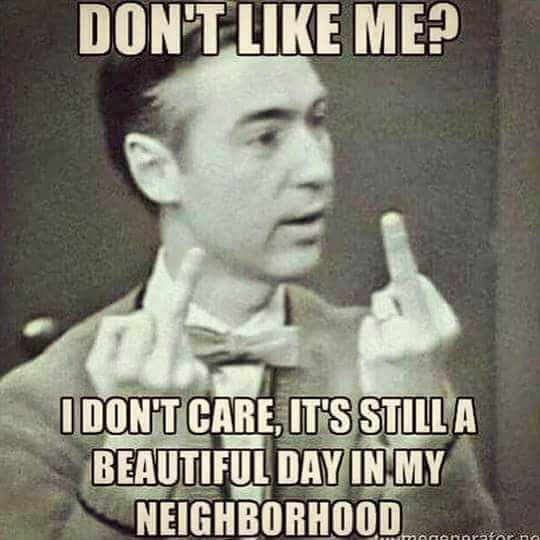 DON'T LIKE ME?
I DON'T CARE, IT'S STILL A
BEAUTIFUL DAY IN MY
NEIGHBORHOOD